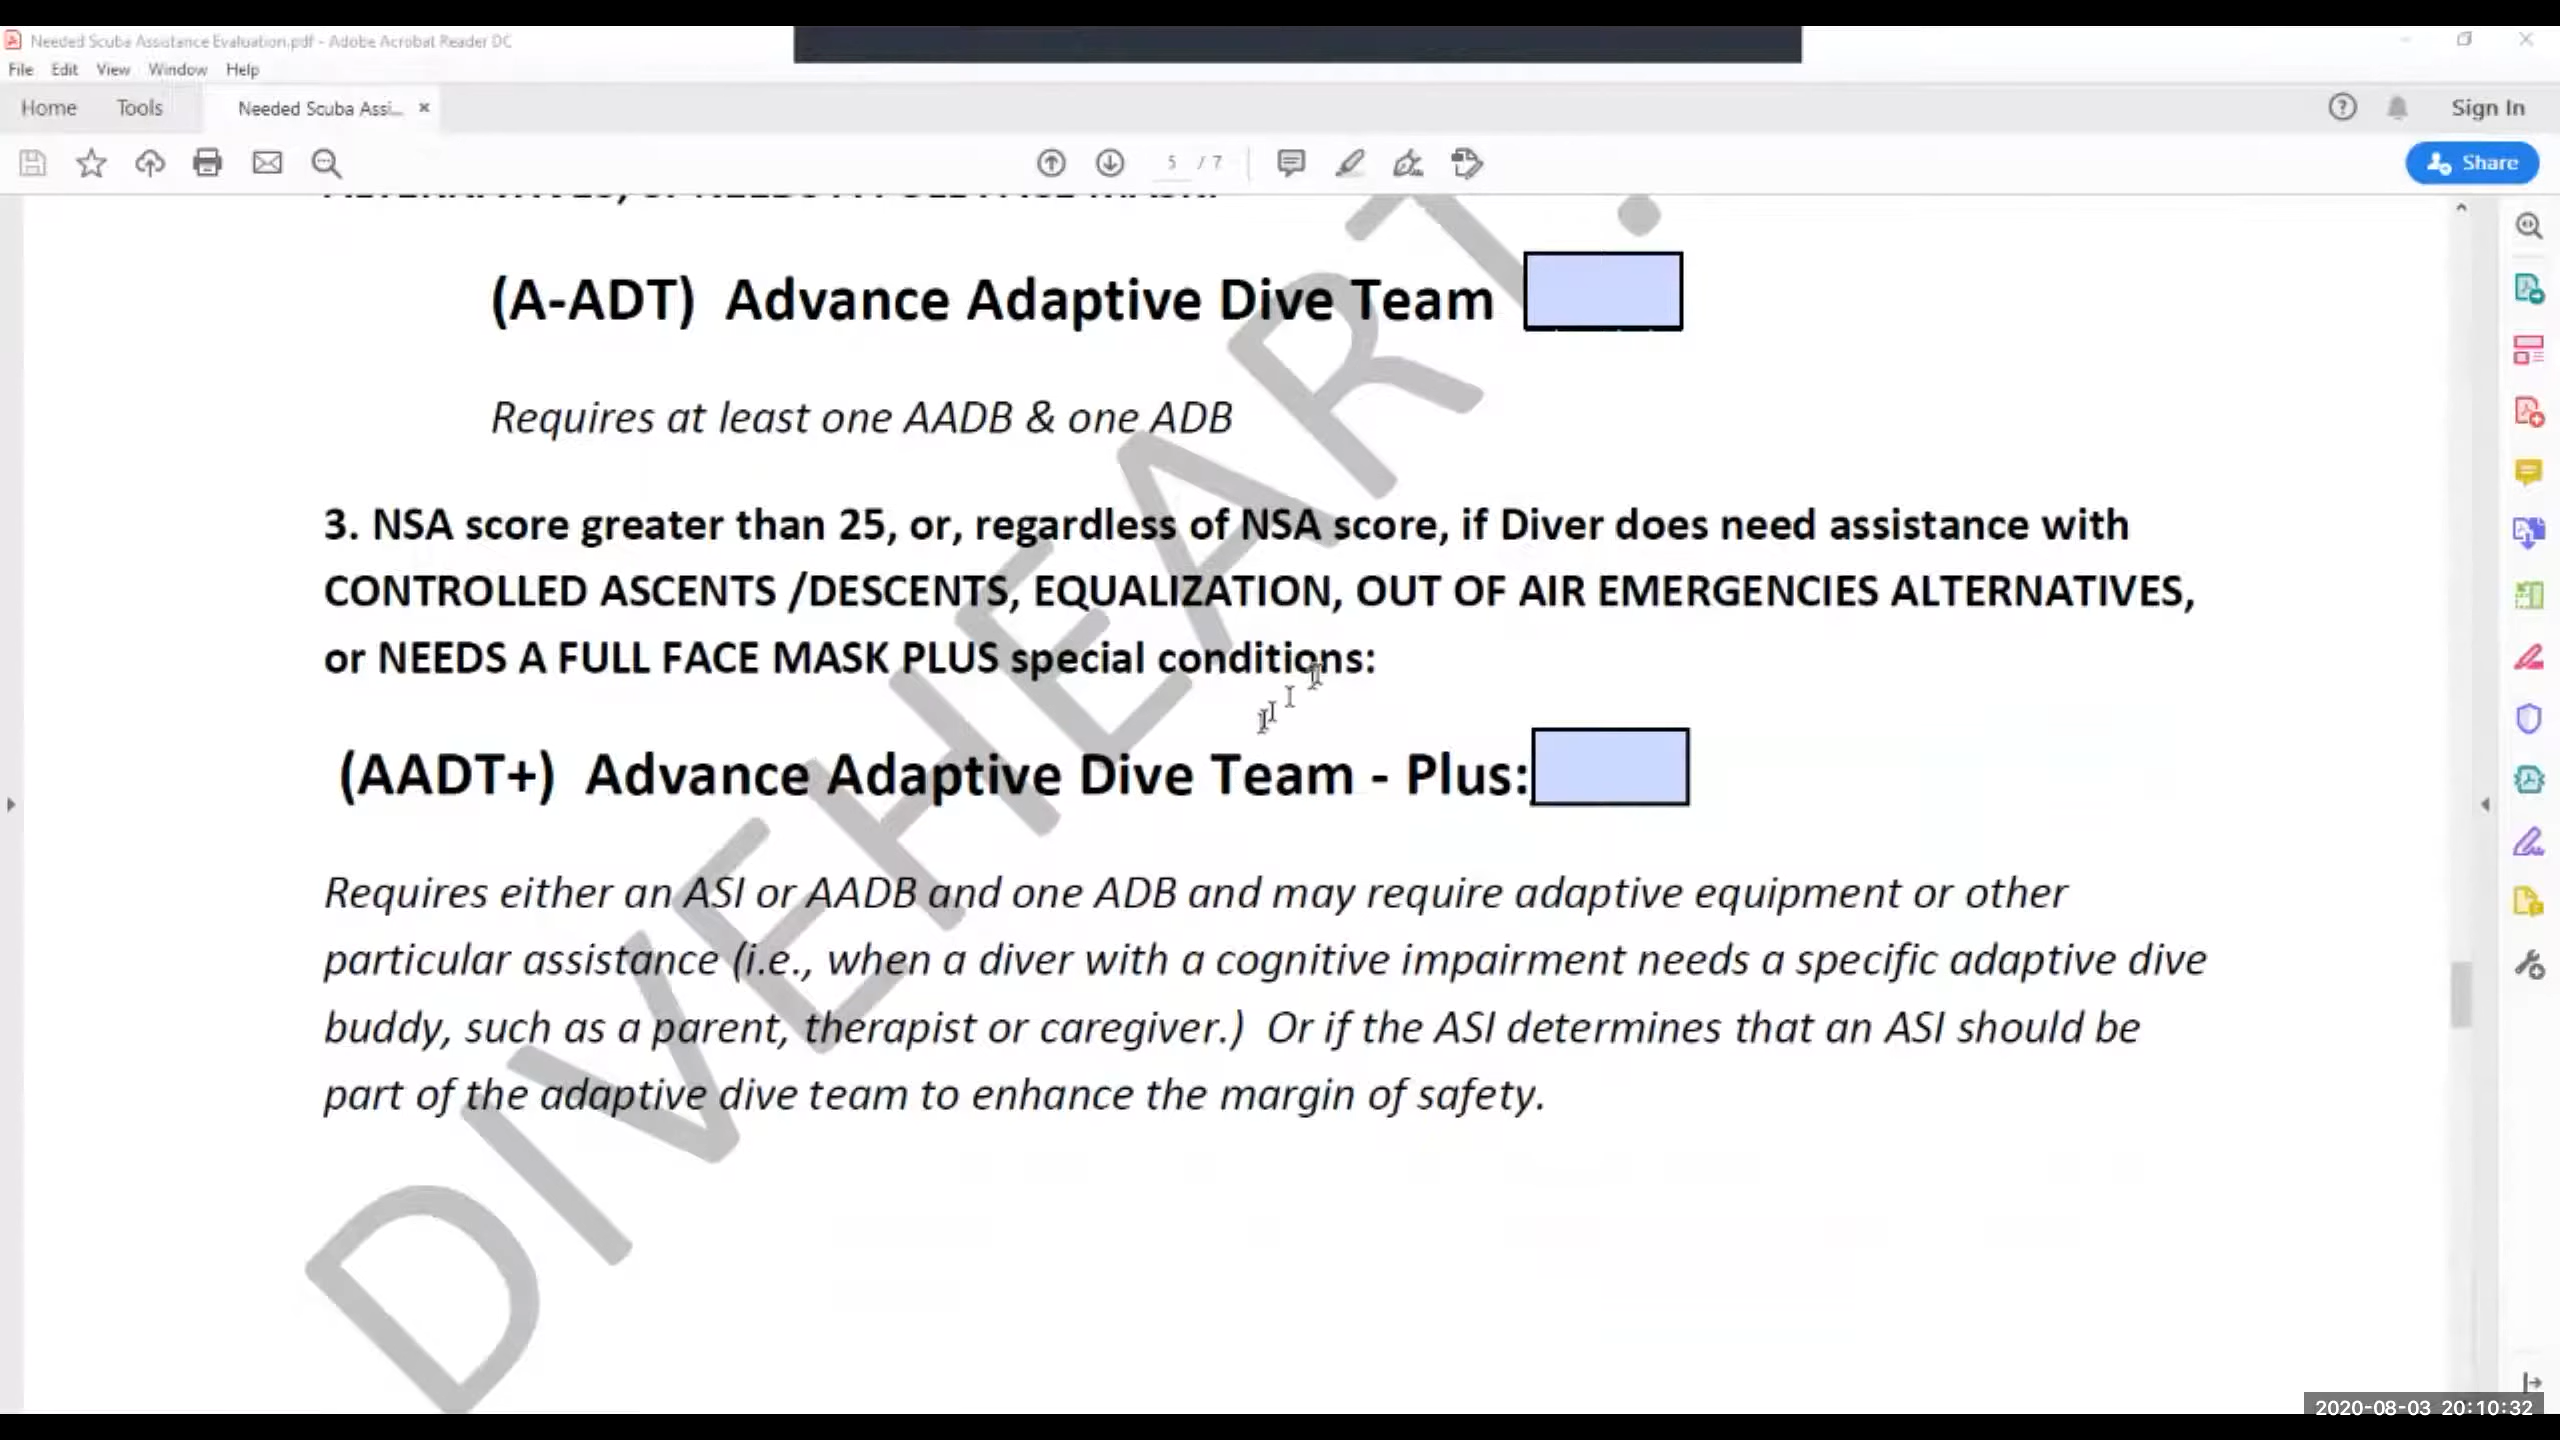 Needed Scuba Assistance Evaluation.pdf - Adobe Acrobat Reader DC
File Edit View Window Help
Home Tools Needed Scuba Assi... × Sign In
5 / 7 Share
(A-ADT) Advance Adaptive Dive Team
Requires at least one AADB & one ADB
3. NSA score greater than 25, or, regardless of NSA score, if Diver does need assistance with
CONTROLLED ASCENTS /DESCENTS, EQUALIZATION, OUT OF AIR EMERGENCIES ALTERNATIVES,
or NEEDS A FULL FACE MASK PLUS special conditions:
(AADT+) Advance Adaptive Dive Team - Plus:
Requires either an ASI or AADB and one ADB and may require adaptive equipment or other
particular assistance (i.e., when a diver with a cognitive impairment needs a specific adaptive dive
buddy, such as a parent, therapist or caregiver.) Or if the ASI determines that an ASI should be
part of the adaptive dive team to enhance the margin of safety.
DIVEHEART.
2020-08-03 20:10:32